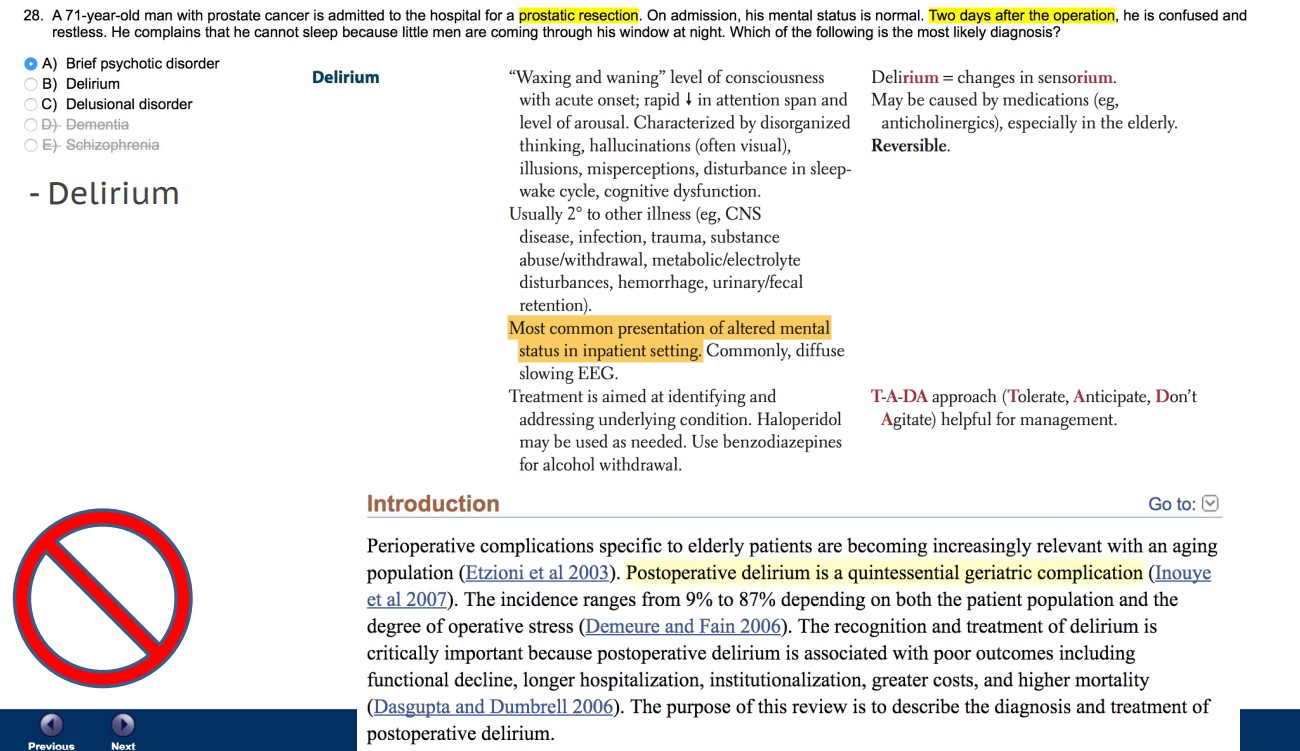 28. A 71-year-old man with prostate cancer is admitted to the hospital for a prostatic resection. On admission, his mental status is normal. Two days after the operation, he is confused and
restless. He complains that he cannot sleep because little men are coming through his window at night. Which of the following is the most likely diagnosis?
A) Brief psychotic disorder
B) Delirium
C) Delusional disorder
D) Dementia
E) Schizophrenia
- Delirium
Delirium
“Waxing and waning” level of consciousness
with acute onset; rapid ↓ in attention span and
level of arousal. Characterized by disorganized
thinking, hallucinations (often visual),
illusions, misperceptions, disturbance in sleep-
wake cycle, cognitive dysfunction.
Usually 2° to other illness (eg, CNS
disease, infection, trauma, substance
abuse/withdrawal, metabolic/electrolyte
disturbances, hemorrhage, urinary/fecal
retention).
Most common presentation of altered mental
status in inpatient setting. Commonly, diffuse
slowing EEG.
Treatment is aimed at identifying and
addressing underlying condition. Haloperidol
may be used as needed. Use benzodiazepines
for alcohol withdrawal.
Delirium = changes in sensorium.
May be caused by medications (eg,
anticholinergics), especially in the elderly.
Reversible.
T-A-DA approach (Tolerate, Anticipate, Don’t
Agitate) helpful for management.
Introduction
Go to:
Perioperative complications specific to elderly patients are becoming increasingly relevant with an aging
population (Etzioni et al 2003). Postoperative delirium is a quintessential geriatric complication (Inouye
et al 2007). The incidence ranges from 9% to 87% depending on both the patient population and the
degree of operative stress (Demeure and Fain 2006). The recognition and treatment of delirium is
critically important because postoperative delirium is associated with poor outcomes including
functional decline, longer hospitalization, institutionalization, greater costs, and higher mortality
(Dasgupta and Dumbrell 2006). The purpose of this review is to describe the diagnosis and treatment of
postoperative delirium.
Previous
Next